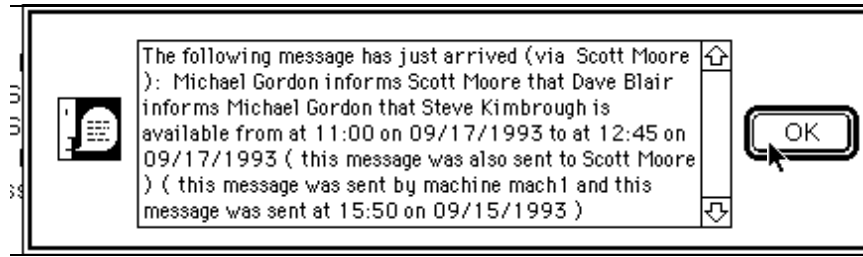 The following message has just arrived (via Scott Moore
): Michael Gordon informs Scott Moore that Dave Blair
informs Michael Gordon that Steve Kimbrough is
available from at 11:00 on 09/17/1993 to at 12:45 on
09/17/1993 ( this message was also sent to Scott Moore
) ( this message was sent by machine mach1 and this
message was sent at 15:50 on 09/15/1993 )
OK